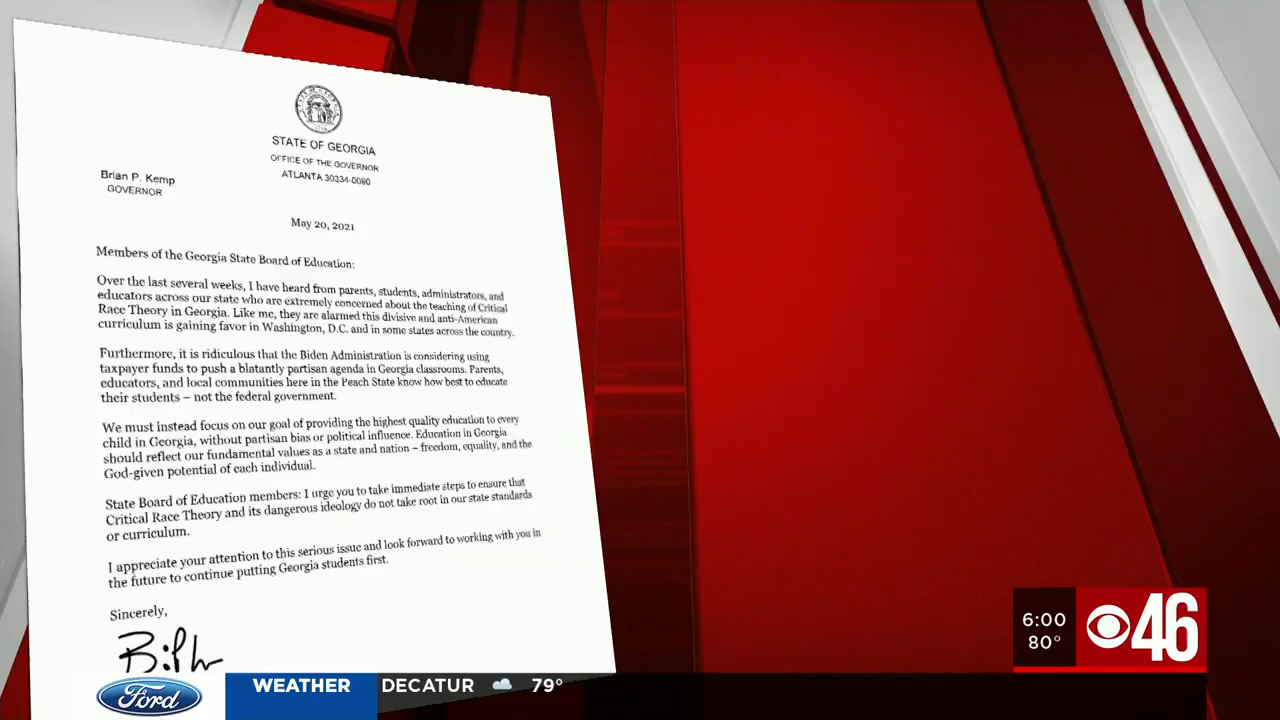 STATE OF GEORGIA
OFFICE OF THE GOVERNOR
ATLANTA 30334-0090
Brian P. Kemp
GOVERNOR
May 20, 2021
Members of the Georgia State Board of Education:
Over the last several weeks, I have heard from parents, students, administrators, and
educators across our state who are extremely concerned about the teaching of Critical
Race Theory in Georgia. Like me, they are alarmed this divisive and anti-American
curriculum is gaining favor in Washington, D.C. and in some states across the country.
Furthermore, it is ridiculous that the Biden Administration is considering using
taxpayer funds to push a blatantly partisan agenda in Georgia classrooms. Parents,
educators, and local communities here in the Peach State know how best to educate
their students – not the federal government.
We must instead focus on our goal of providing the highest quality education to every
child in Georgia, without partisan bias or political influence. Education in Georgia
should reflect our fundamental values as a state and nation – freedom, equality, and the
God-given potential of each individual.
State Board of Education members: I urge you to take immediate steps to ensure that
Critical Race Theory and its dangerous ideology do not take root in our state standards
or curriculum.
I appreciate your attention to this serious issue and look forward to working with you in
the future to continue putting Georgia students first.
Sincerely,
6:00
80°
46
Ford
WEATHER
DECATUR
79°